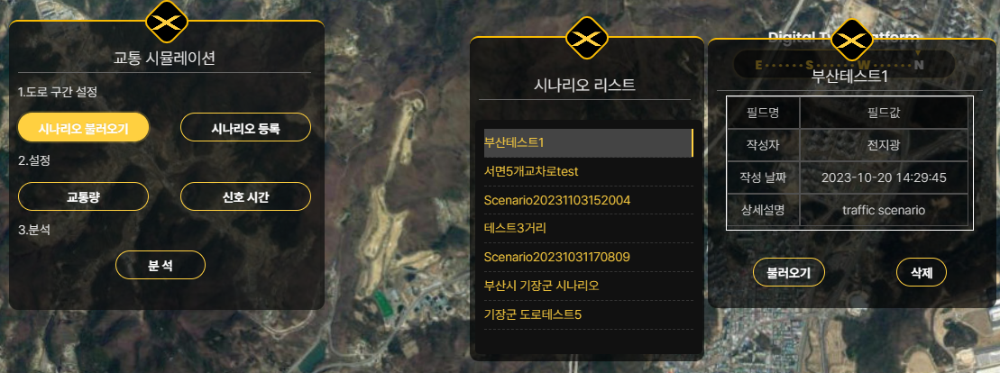 교통 시뮬레이션
1.도로 구간 설정
시나리오 불러오기
시나리오 등록
2.설정
교통량
신호 시간
3.분석
분 석
시나리오 리스트
부산테스트1
서면5개교차로test
Scenario20231103152004
테스트3거리
Scenario20231031170809
부산시 기장군 시나리오
기장군 도로테스트5
Digital
E S W N
부산테스트1
필드명 필드값
작성자 전지광
작성 날짜 2023-10-20 14:29:45
상세설명 traffic scenario
불러오기
삭제